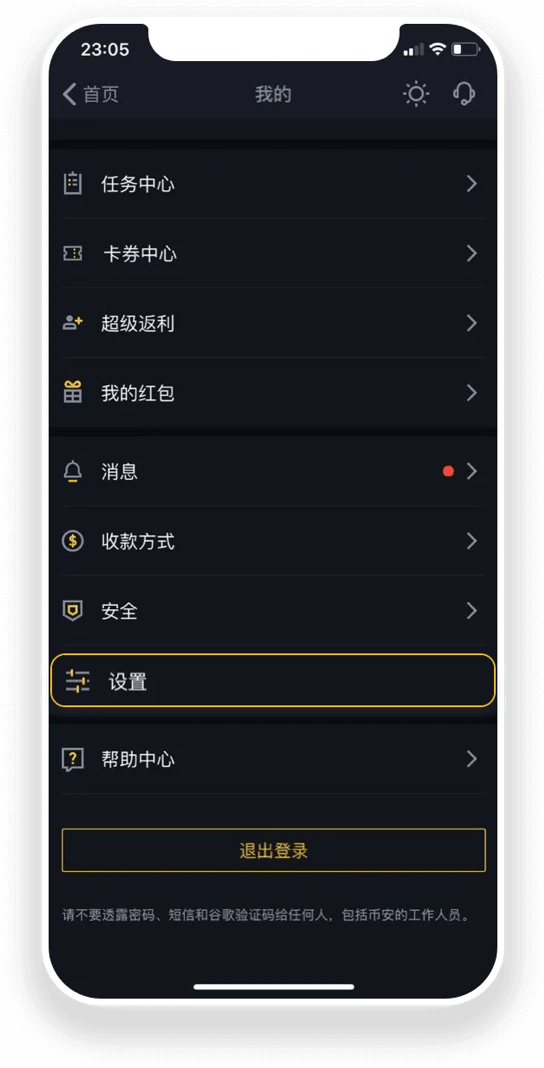 23:05
首页
我的
任务中心
卡券中心
超级返利
我的红包
消息
收款方式
安全
设置
帮助中心
退出登录
请不要透露密码、短信和谷歌验证码给任何人，包括币安的工作人员。